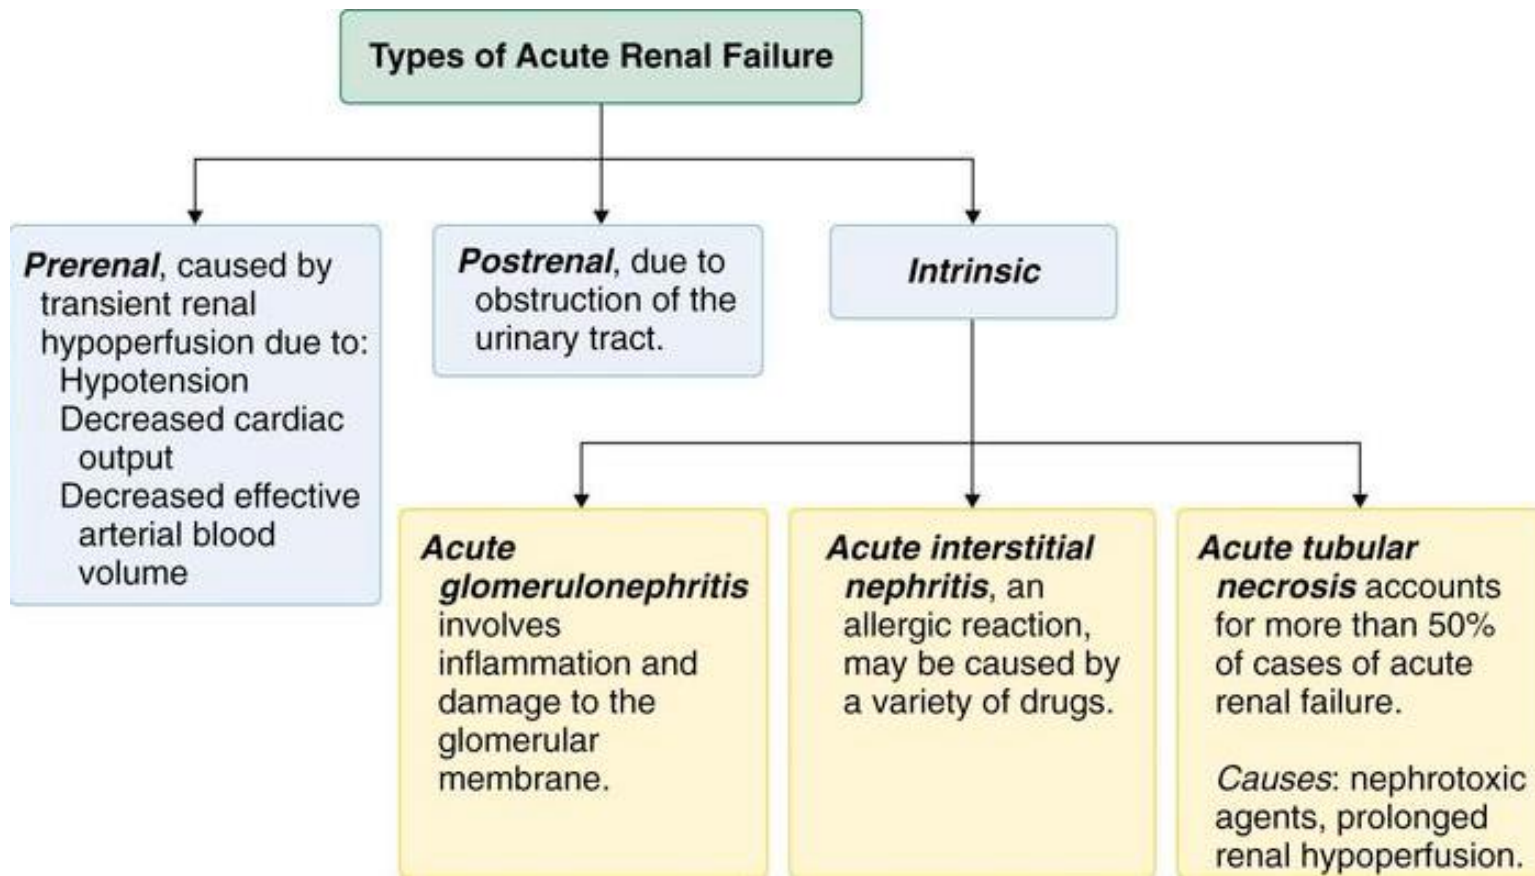 Types of Acute Renal Failure
Prerenal, caused by
transient renal
hypoperfusion due to:
Hypotension
Decreased cardiac
output
Decreased effective
arterial blood
volume
Postrenal, due to
obstruction of the
urinary tract.
Intrinsic
Acute
glomerulonephritis
involves
inflammation and
damage to the
glomerular
membrane.
Acute interstitial
nephritis, an
allergic reaction,
may be caused by
a variety of drugs.
Acute tubular
necrosis accounts
for more than 50%
of cases of acute
renal failure.
Causes: nephrotoxic
agents, prolonged
renal hypoperfusion.